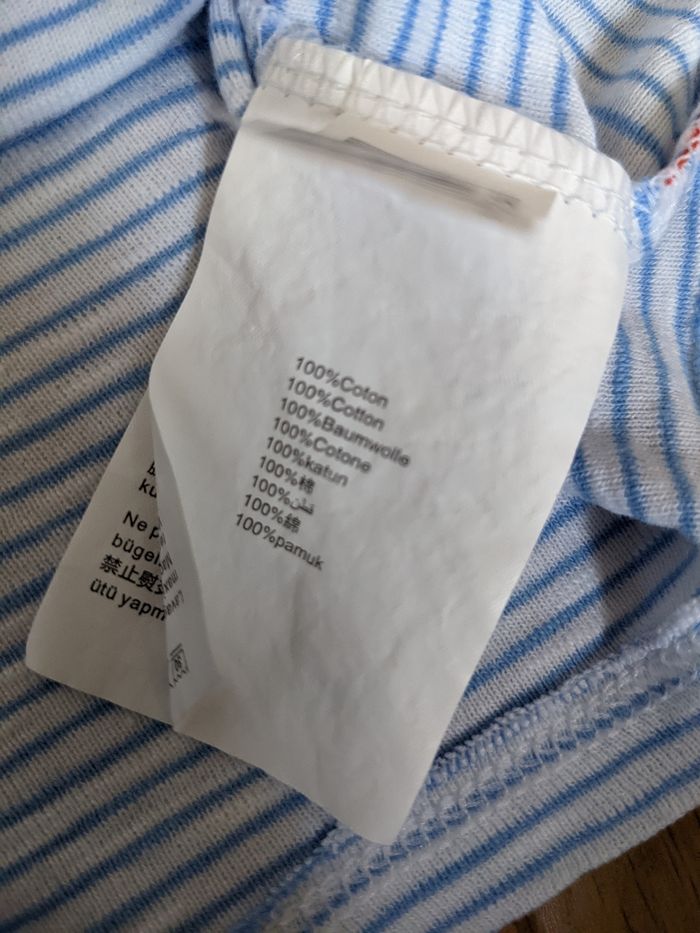 100%Coton
100%Cotton
100%Baumwolle
100%Cotone
100%katun
100%棉
100%قطن
100%綿
100%pamuk
Ne p
bügel
禁止熨
ütü yapm